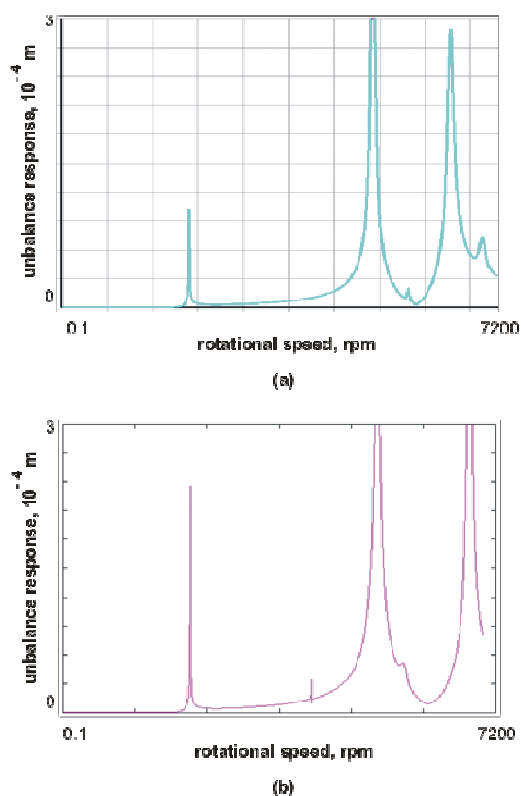 3
unbalance response, 10⁻⁴ m
0
0.1
7200
rotational speed, rpm
(a)
3
unbalance response, 10⁻⁴ m
0
0.1
7200
rotational speed, rpm
(b)